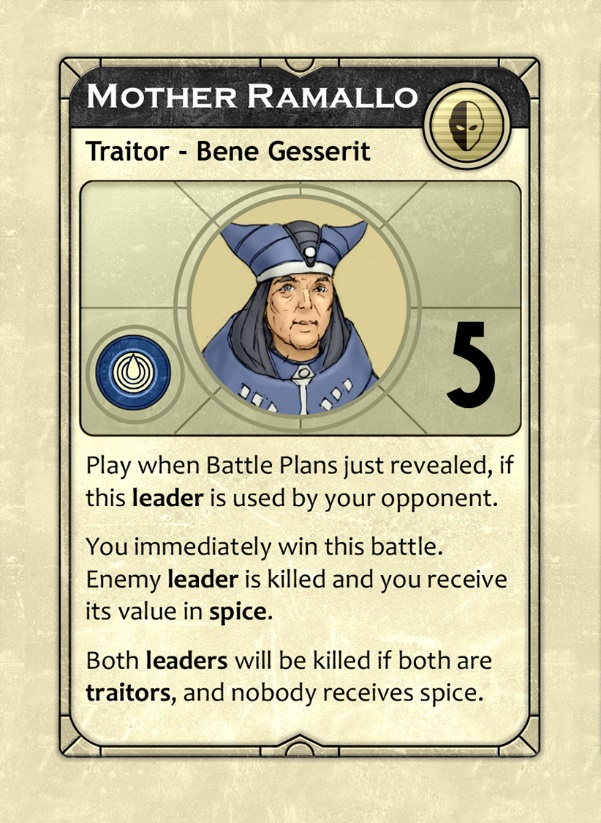 Mother Ramallo
Traitor - Bene Gesserit
5
Play when Battle Plans just revealed, if
this leader is used by your opponent.
You immediately win this battle.
Enemy leader is killed and you receive
its value in spice.
Both leaders will be killed if both are
traitors, and nobody receives spice.